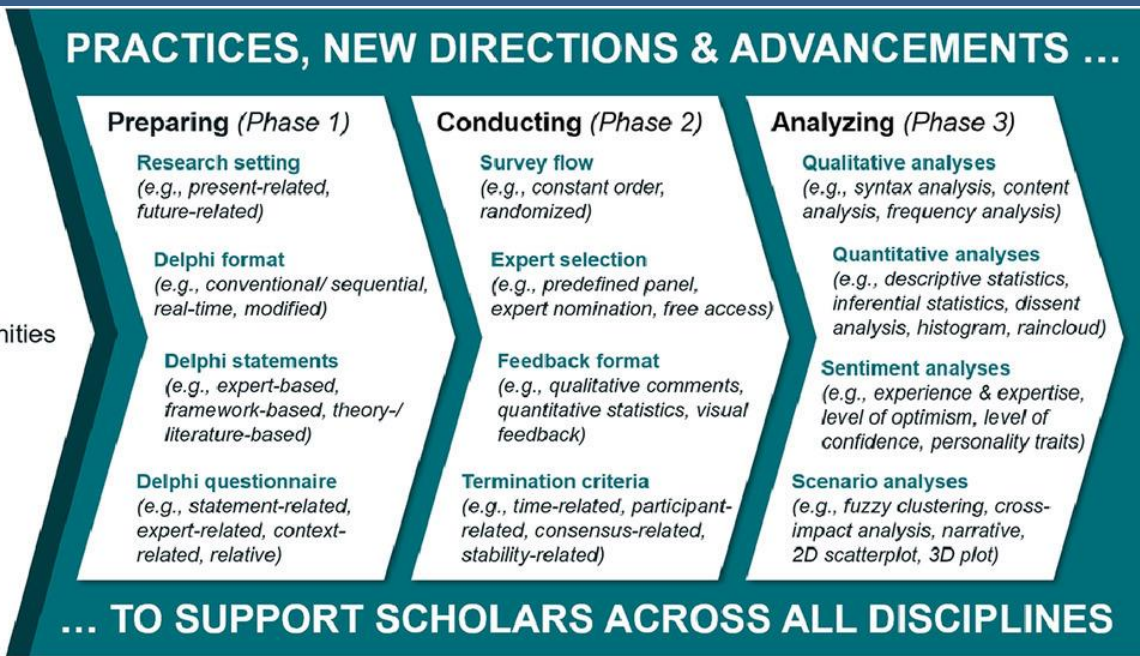 PRACTICES, NEW DIRECTIONS & ADVANCEMENTS ...
nities
Preparing (Phase 1)
Research setting
(e.g., present-related,
future-related)
Delphi format
(e.g., conventional/ sequential,
real-time, modified)
Delphi statements
(e.g., expert-based,
framework-based, theory-/
literature-based)
Delphi questionnaire
(e.g., statement-related,
expert-related, context-
related, relative)
Conducting (Phase 2)
Survey flow
(e.g., constant order,
randomized)
Expert selection
(e.g., predefined panel,
expert nomination, free access)
Feedback format
(e.g., qualitative comments,
quantitative statistics, visual
feedback)
Termination criteria
(e.g., time-related, participant-
related, consensus-related,
stability-related)
Analyzing (Phase 3)
Qualitative analyses
(e.g., syntax analysis, content
analysis, frequency analysis)
Quantitative analyses
(e.g., descriptive statistics,
inferential statistics, dissent
analysis, histogram, raincloud)
Sentiment analyses
(e.g., experience & expertise,
level of optimism, level of
confidence, personality traits)
Scenario analyses
(e.g., fuzzy clustering, cross-
impact analysis, narrative,
2D scatterplot, 3D plot)
... TO SUPPORT SCHOLARS ACROSS ALL DISCIPLINES